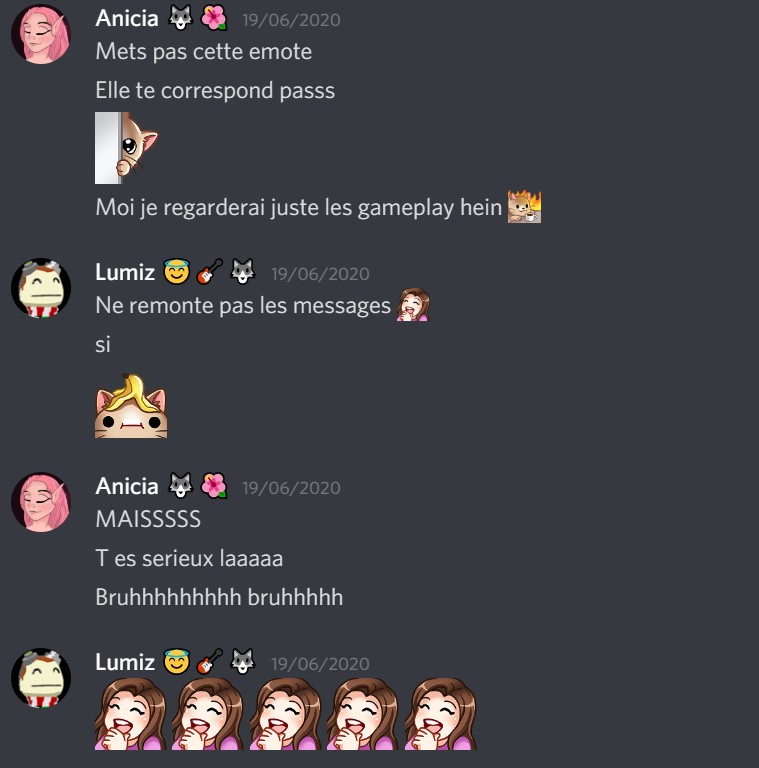 Anicia 🐺 🌺 19/06/2020
Mets pas cette emote
Elle te correspond passs
Moi je regarderai juste les gameplay hein
Lumiz 😇 🎸 🐺 19/06/2020
Ne remonte pas les messages
si
Anicia 🐺 🌺 19/06/2020
MAISSSSS
T es serieux laaaaa
Bruhhhhhhhhh bruhhhhh
Lumiz 😇 🎸 🐺 19/06/2020